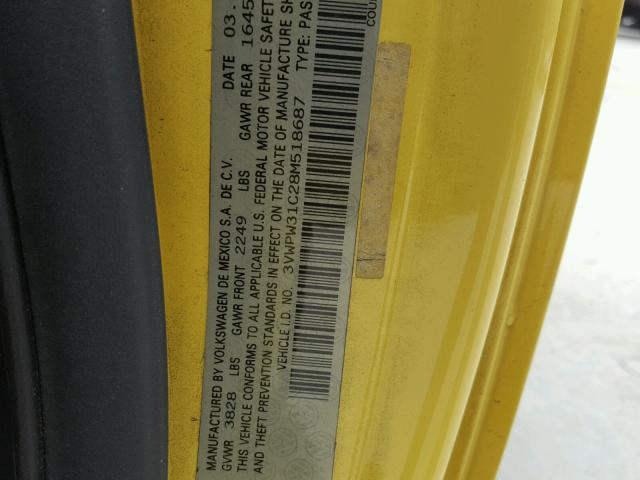 MANUFACTURED BY VOLKSWAGEN DE MEXICO S.A. DE C.V. DATE 03.
GVWR 3828 LBS GAWR FRONT 2249 LBS GAWR REAR 1645
THIS VEHICLE CONFORMS TO ALL APPLICABLE U.S. FEDERAL MOTOR VEHICLE SAFETY
AND THEFT PREVENTION STANDARDS IN EFFECT ON THE DATE OF MANUFACTURE SH
VEHICLE I.D. NO. 3VWPW31C28M518687 TYPE: PAS
COU